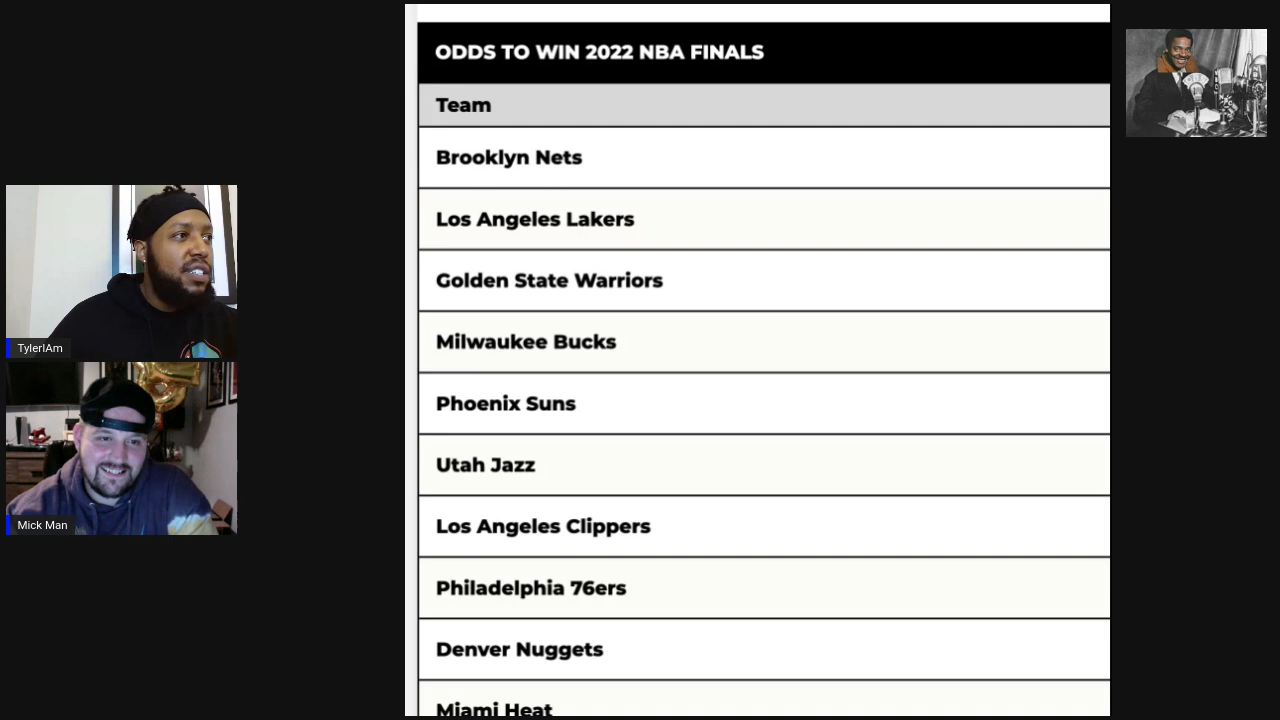 ODDS TO WIN 2022 NBA FINALS
Team
Brooklyn Nets
Los Angeles Lakers
Golden State Warriors
Milwaukee Bucks
Phoenix Suns
Utah Jazz
Los Angeles Clippers
Philadelphia 76ers
Denver Nuggets
Miami Heat
TylerIAm
Mick Man